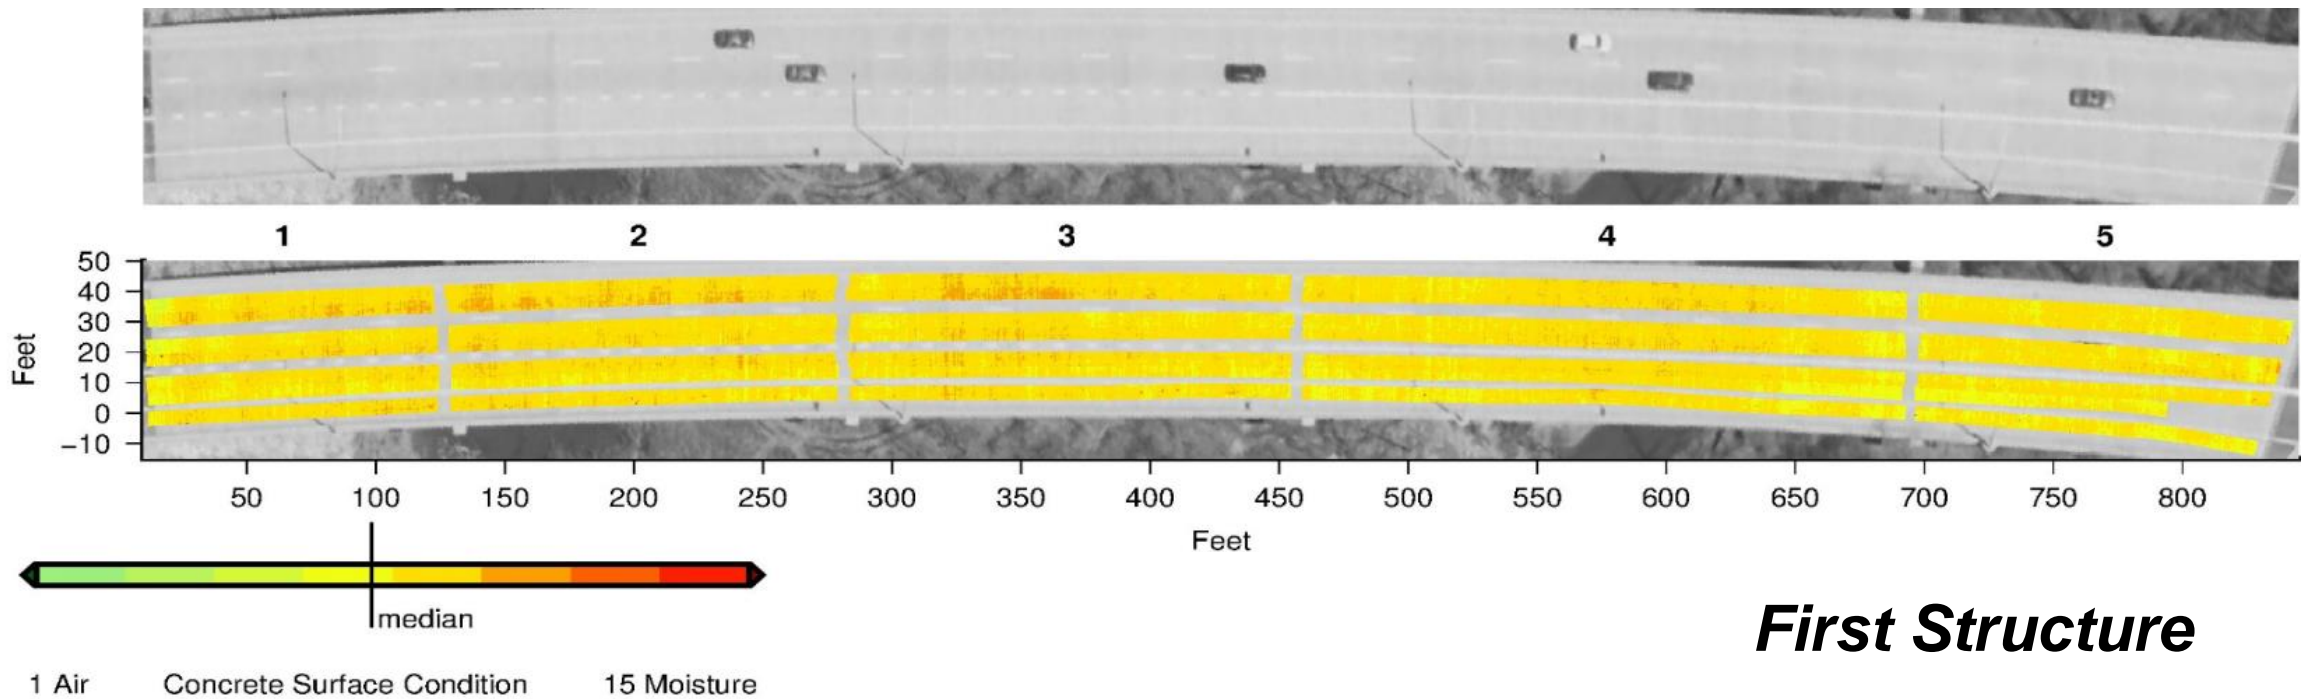 1 2 3 4 5
50
40
30
20
10
0
−10
Feet
50 100 150 200 250 300 350 400 450 500 550 600 650 700 750 800
Feet
median
1 Air Concrete Surface Condition 15 Moisture
First Structure